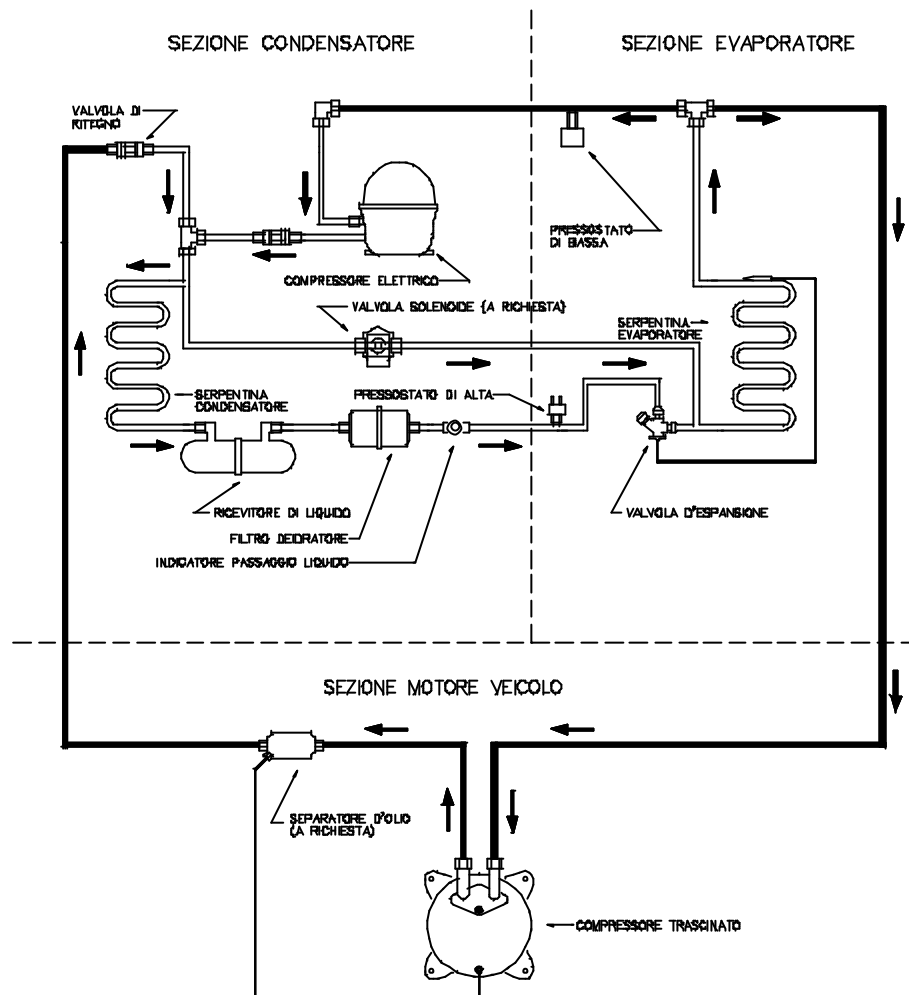 SEZIONE CONDENSATORE
SEZIONE EVAPORATORE
VALVOLA DI
RITEGNO
PRESSOSTATO
DI BASSA
COMPRESSORE ELETTRICO
VALVOLA SOLENOIDE (A RICHIESTA)
SERPENTINA
EVAPORATORE
SERPENTINA
CONDENSATORE
PRESSOSTATO DI ALTA
RICEVITORE DI LIQUIDO
VALVOLA D'ESPANSIONE
FILTRO DEIDRATORE
INDICATORE PASSAGGIO LIQUIDO
SEZIONE MOTORE VEICOLO
SEPARATORE D'OLIO
(A RICHIESTA)
COMPRESSORE TRASCINATO